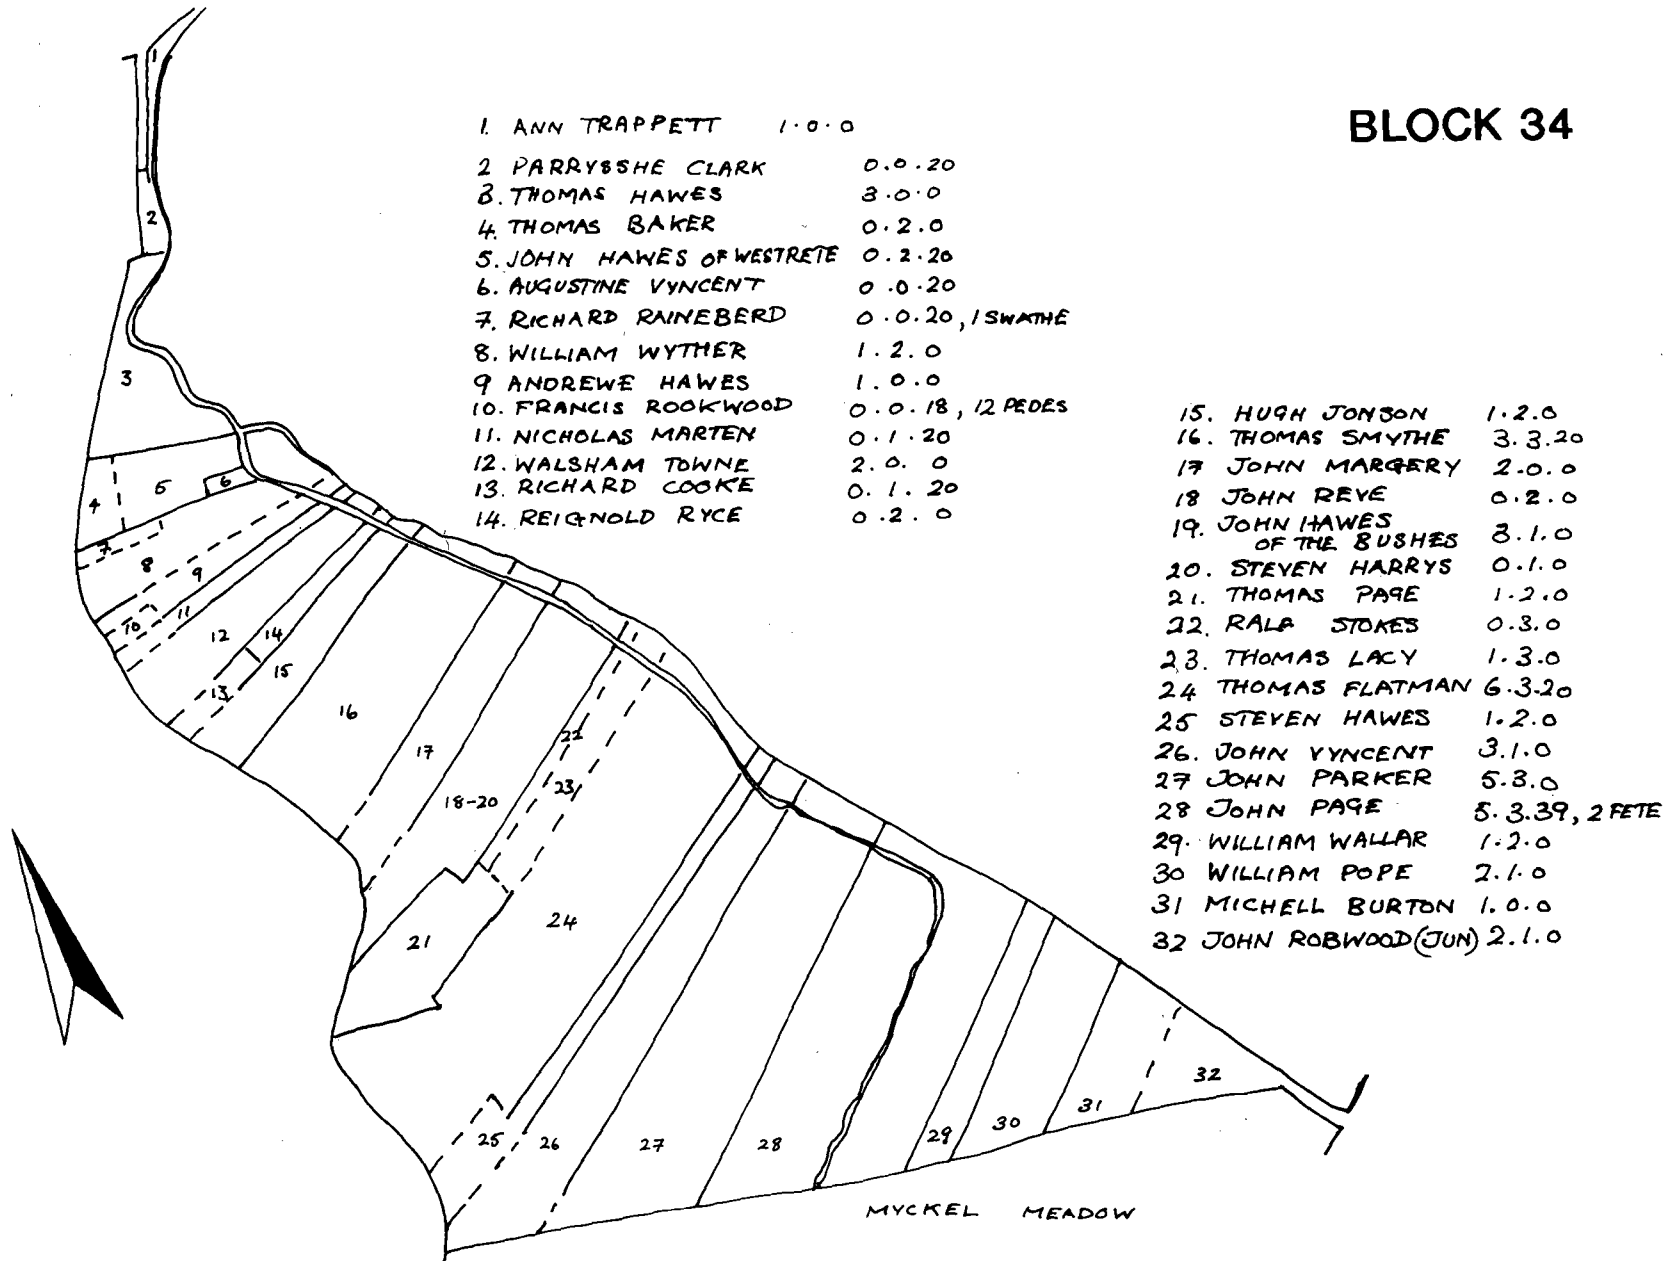 BLOCK 34
1. ANN TRAPPETT 1.0.0
2 PARRYSSHE CLARK 0.0.20
3. THOMAS HAWES 3.0.0
4. THOMAS BAKER 0.2.0
5. JOHN HAWES OF WESTRETE 0.2.20
6. AUGUSTINE VYNCENT 0.0.20
7. RICHARD RAINEBERD 0.0.20, 1 SWATHE
8. WILLIAM WYTHER 1.2.0
9 ANDREWE HAWES 1.0.0
10. FRANCIS ROOKWOOD 0.0.18, 12 PEDES
11. NICHOLAS MARTEN 0.1.20
12. WALSHAM TOWNE 2.0.0
13. RICHARD COOKE 0.1.20
14. REIGNOLD RYCE 0.2.0
15. HUGH JONSON 1.2.0
16. THOMAS SMYTHE 3.3.20
17 JOHN MARGERY 2.0.0
18 JOHN REVE 0.2.0
19. JOHN HAWES
OF THE BUSHES 3.1.0
20. STEVEN HARRYS 0.1.0
21. THOMAS PAGE 1.2.0
22. RALF STOKES 0.3.0
23. THOMAS LACY 1.3.0
24 THOMAS FLATMAN 6.3.20
25 STEVEN HAWES 1.2.0
26. JOHN VYNCENT 3.1.0
27 JOHN PARKER 5.3.0
28 JOHN PAGE 5.3.39, 2 FETE
29. WILLIAM WALLAR 1.2.0
30 WILLIAM POPE 2.1.0
31 MICHELL BURTON 1.0.0
32 JOHN ROBWOOD (JUN) 2.1.0
1
2
3
4
5
6
7
8
9
10
11
12
13
14
15
16
17
18-20
21
22
23
24
25
26
27
28
29
30
31
32
MYCKEL MEADOW